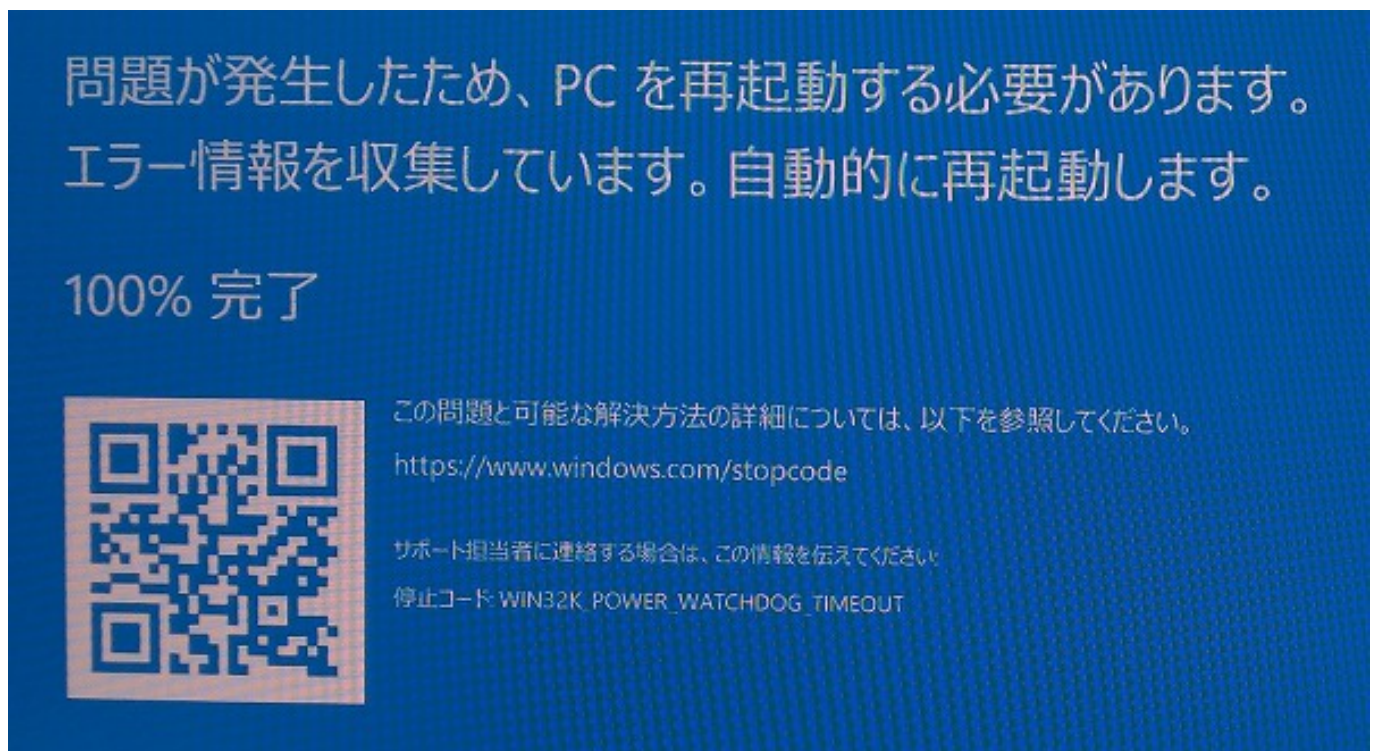 問題が発生したため、PC を再起動する必要があります。
エラー情報を収集しています。自動的に再起動します。
100% 完了
この問題と可能な解決方法の詳細については、以下を参照してください。
https://www.windows.com/stopcode
サポート担当者に連絡する場合は、この情報を伝えてください:
停止コード: WIN32K_POWER_WATCHDOG_TIMEOUT